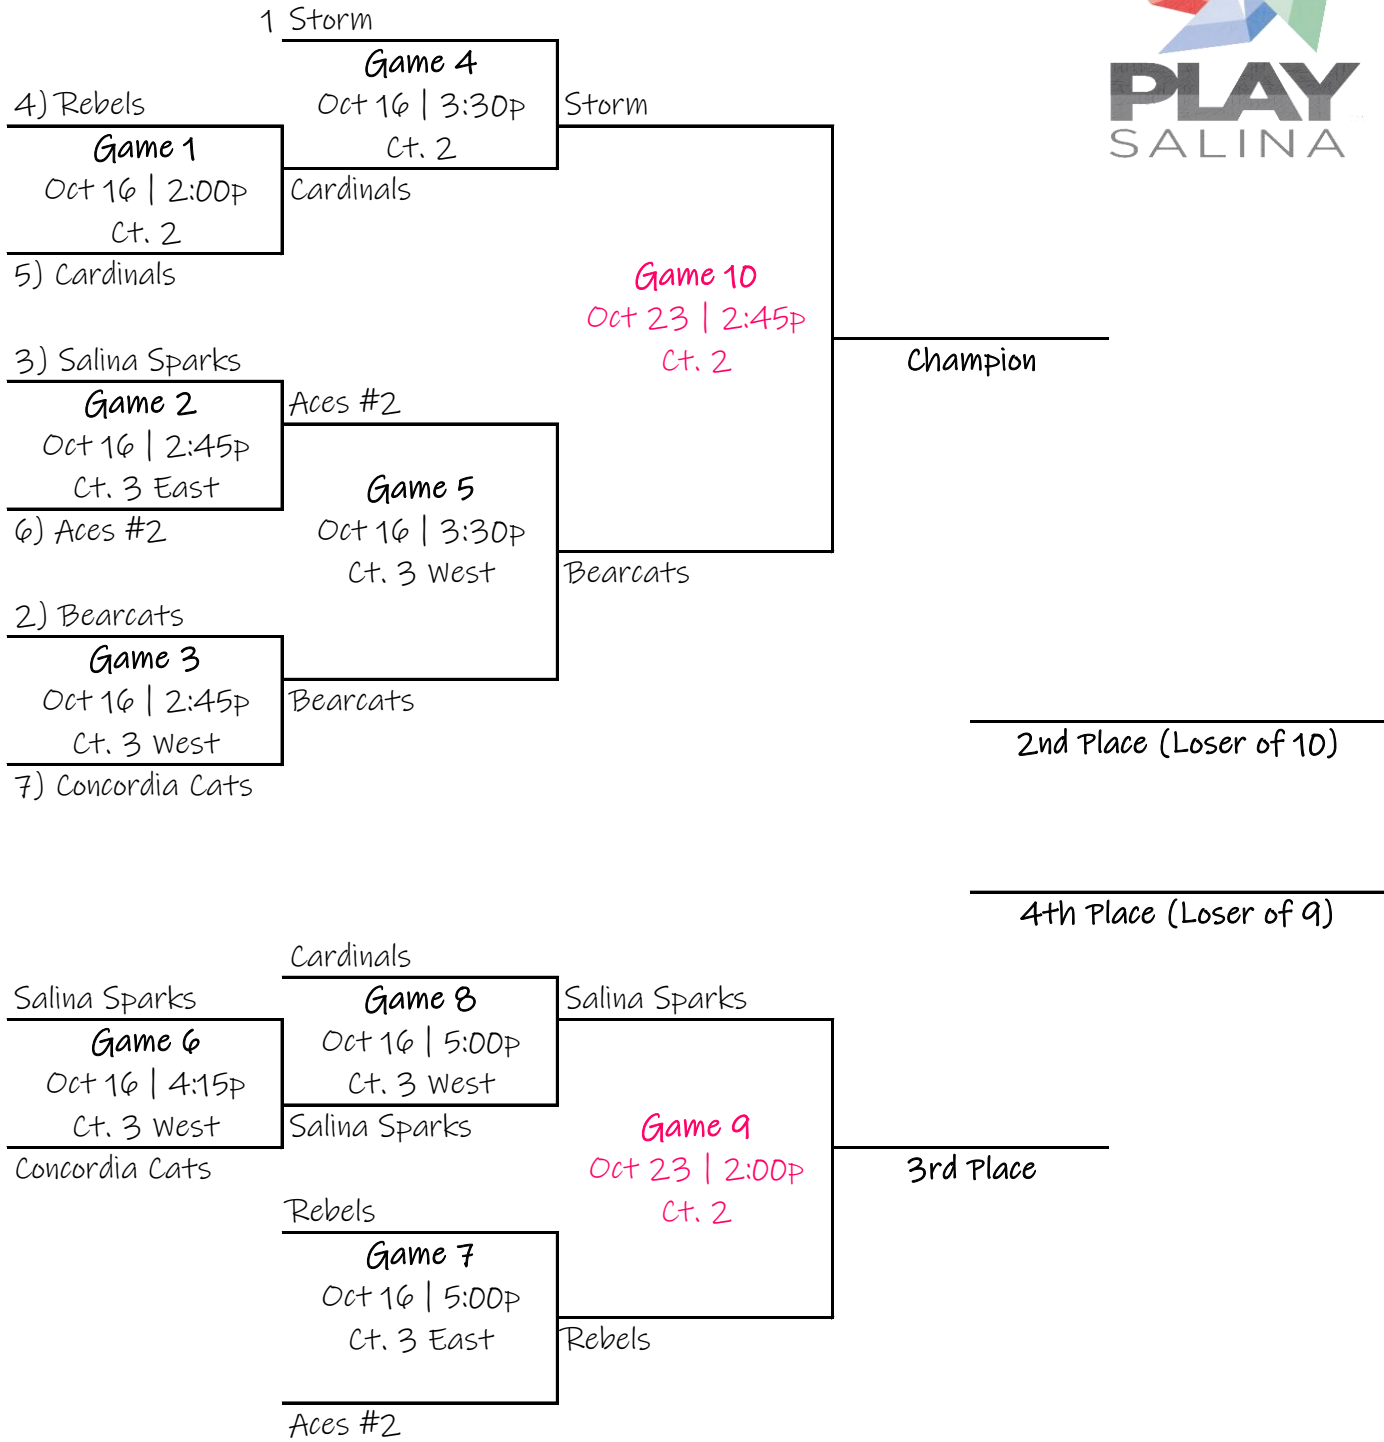 1 Storm
Game 4
Oct 16 | 3:30p
Ct. 2
4) Rebels
Game 1
Oct 16 | 2:00p
Ct. 2
5) Cardinals
Cardinals
Storm
PLAY
SALINA
Game 10
Oct 23 | 2:45p
Ct. 2
Champion
3) Salina Sparks
Game 2
Oct 16 | 2:45p
Ct. 3 East
6) Aces #2
Aces #2
Game 5
Oct 16 | 3:30p
Ct. 3 West
Bearcats
2) Bearcats
Game 3
Oct 16 | 2:45p
Ct. 3 West
7) Concordia Cats
Bearcats
2nd Place (Loser of 10)
4th Place (Loser of 9)
Cardinals
Game 8
Oct 16 | 5:00p
Ct. 3 West
Salina Sparks
Salina Sparks
Game 6
Oct 16 | 4:15p
Ct. 3 West
Concordia Cats
Salina Sparks
Game 9
Oct 23 | 2:00p
Ct. 2
3rd Place
Rebels
Game 7
Oct 16 | 5:00p
Ct. 3 East
Aces #2
Rebels